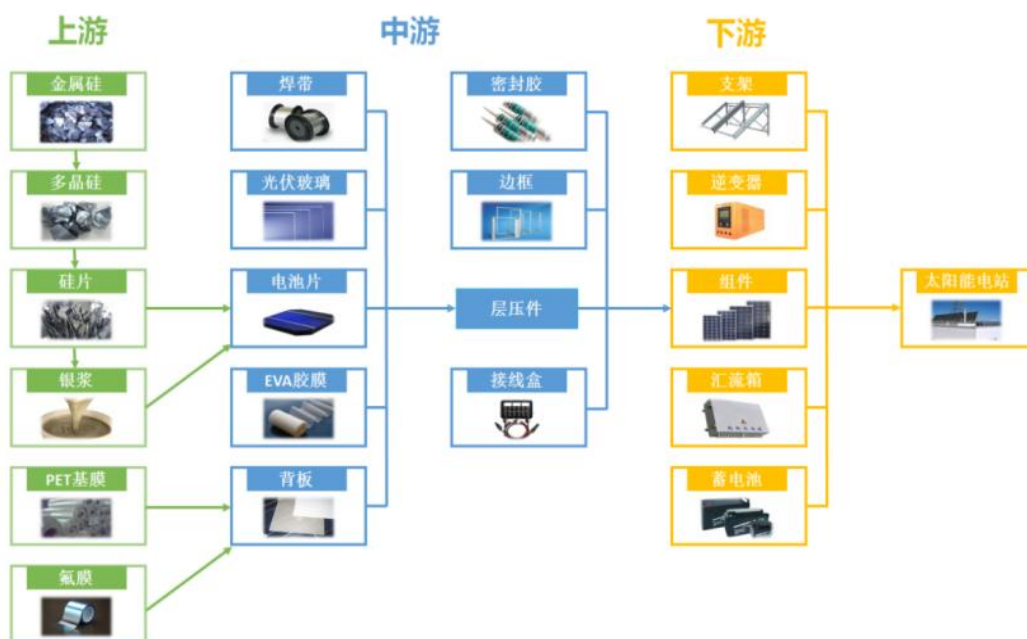 上游
中游
下游
金属硅
焊带
密封胶
支架
多晶硅
光伏玻璃
边框
逆变器
硅片
电池片
层压件
组件
太阳能电站
银浆
EVA胶膜
接线盒
汇流箱
PET基膜
背板
蓄电池
氟膜